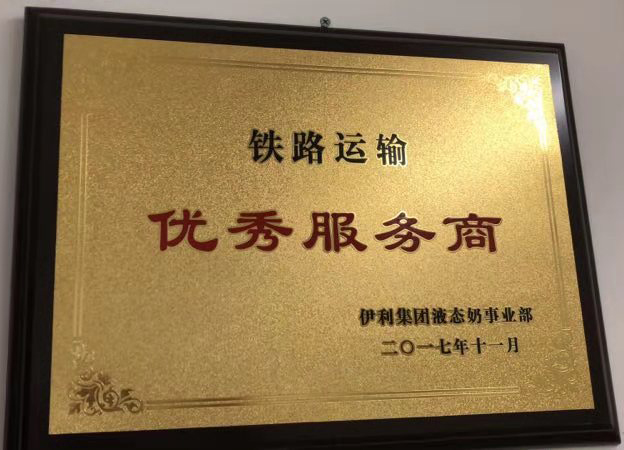 铁路运输
优秀服务商
伊利集团液态奶事业部
二〇一七年十一月